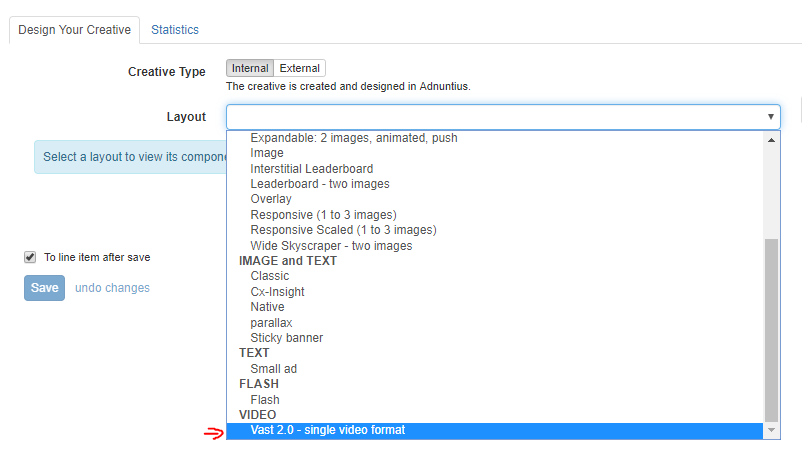 Design Your Creative Statistics
Creative Type Internal External
The creative is created and designed in Adnuntius.
Layout
Select a layout to view its compone
Expandable: 2 images, animated, push
Image
Interstitial Leaderboard
Leaderboard - two images
Overlay
Responsive (1 to 3 images)
Responsive Scaled (1 to 3 images)
Wide Skyscraper - two images
IMAGE and TEXT
Classic
Cx-Insight
Native
parallax
Sticky banner
TEXT
Small ad
FLASH
Flash
VIDEO
Vast 2.0 - single video format
To line item after save
Save undo changes